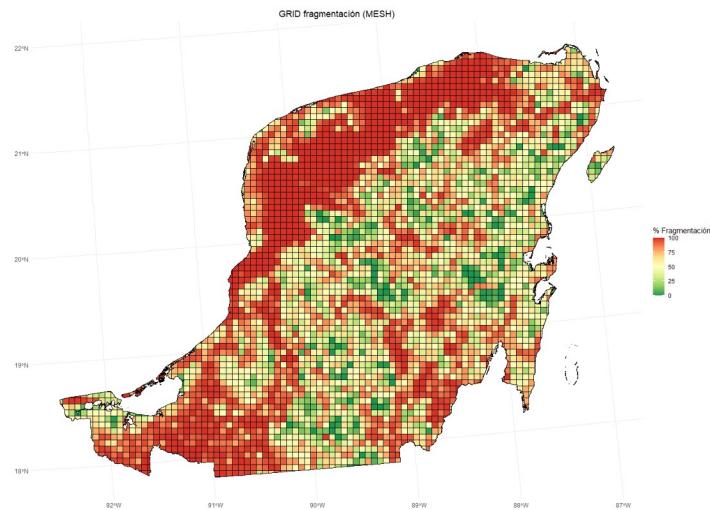 GRID fragmentación (MESH)
22°N
21°N
20°N
19°N
18°N
92°W
91°W
90°W
89°W
88°W
87°W
% Fragmentación
100
75
50
25
0